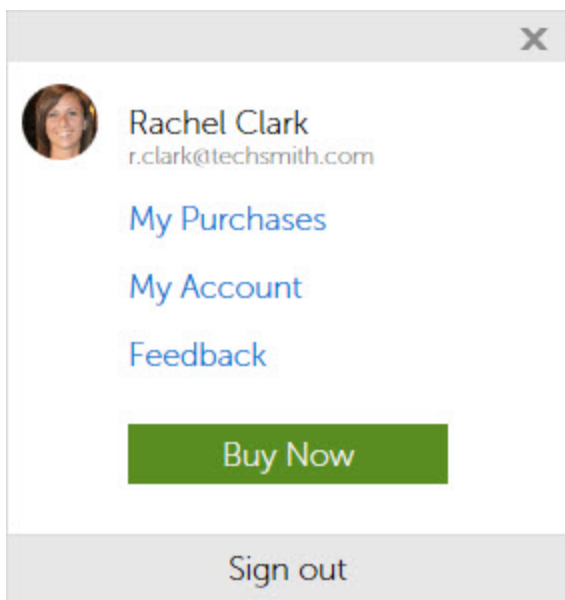 X
Rachel Clark
r.clark@techsmith.com
My Purchases
My Account
Feedback
Buy Now
Sign out